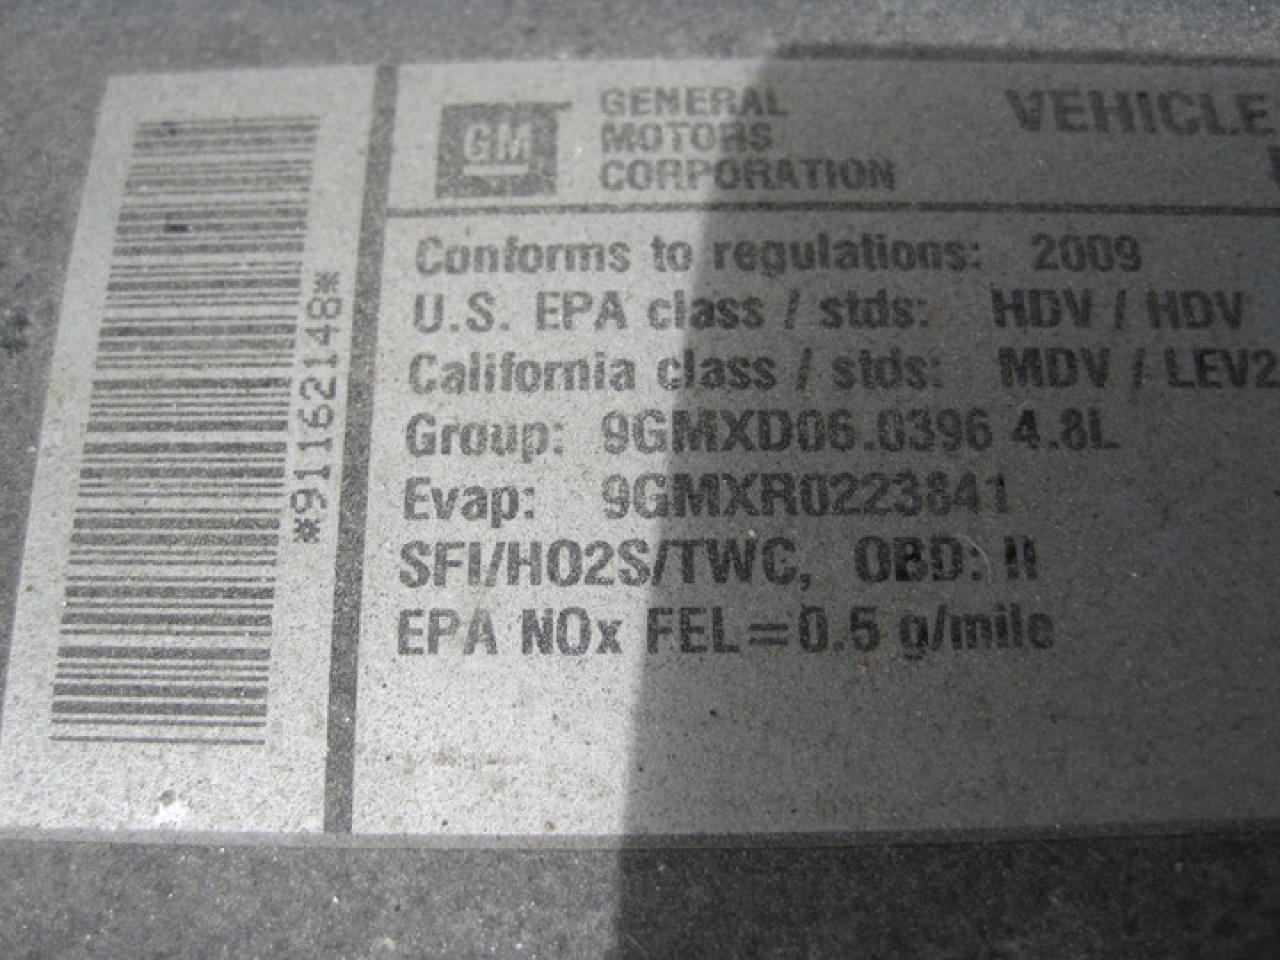 *91162148*
GM
GENERAL
MOTORS
CORPORATION
VEHICLE
Conforms to regulations: 2009
U.S. EPA class / stds: HDV / HDV
California class / stds: MDV / LEV2
Group: 9GMXD06.0396 4.8L
Evap: 9GMXR0223841
SFI/HO2S/TWC, OBD: II
EPA NOx FEL=0.5 g/mile